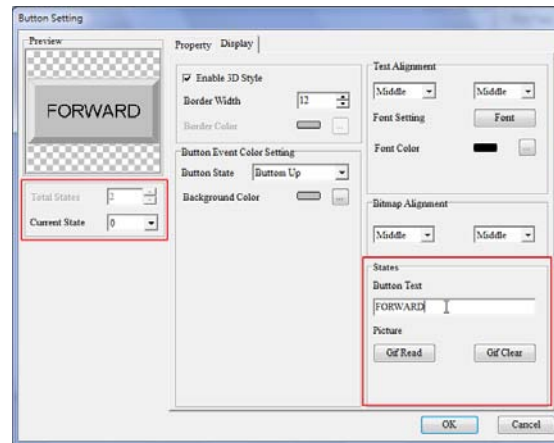 Button Setting
Preview
FORWARD
Total States 2
Current State 0
Property Display
Enable 3D Style
Border Width 12
Border Color ...
Button Event Color Setting
Button State Buttom Up
Background Color ...
Text Alignment
Middle Middle
Font Setting Font
Font Color ...
Bitmap Alignment
Middle Middle
States
Button Text
FORWARD
Picture
Gif Read Gif Clear
OK Cancel